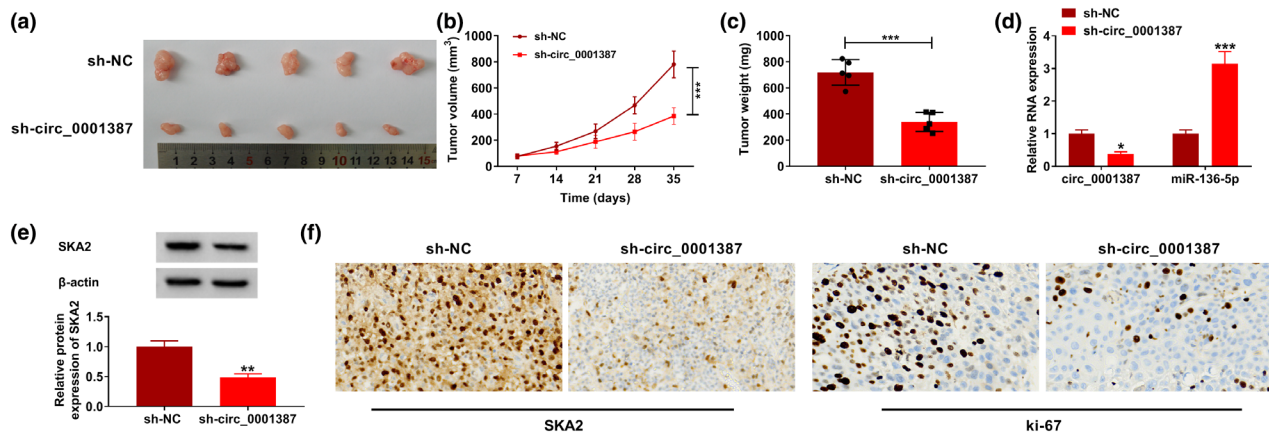 (a)
sh-NC
sh-circ_0001387
1 2 3 4 5 6 7 8 9 10 11 12 13 14 15
(b)
sh-NC
sh-circ_0001387
Tumor volume (mm³)
1000
800
600
400
200
0
7 14 21 28 35
Time (days)
***
(c)
Tumor weight (mg)
1000
800
600
400
200
0
***
sh-NC sh-circ_0001387
(d)
sh-NC
sh-circ_0001387
Relative RNA expression
4
3
2
1
0
*
***
circ_0001387 miR-136-5p
(e)
SKA2
β-actin
Relative protein
expression of SKA2
1.5
1.0
0.5
0.0
**
sh-NC sh-circ_0001387
(f)
sh-NC sh-circ_0001387 sh-NC sh-circ_0001387
SKA2 ki-67